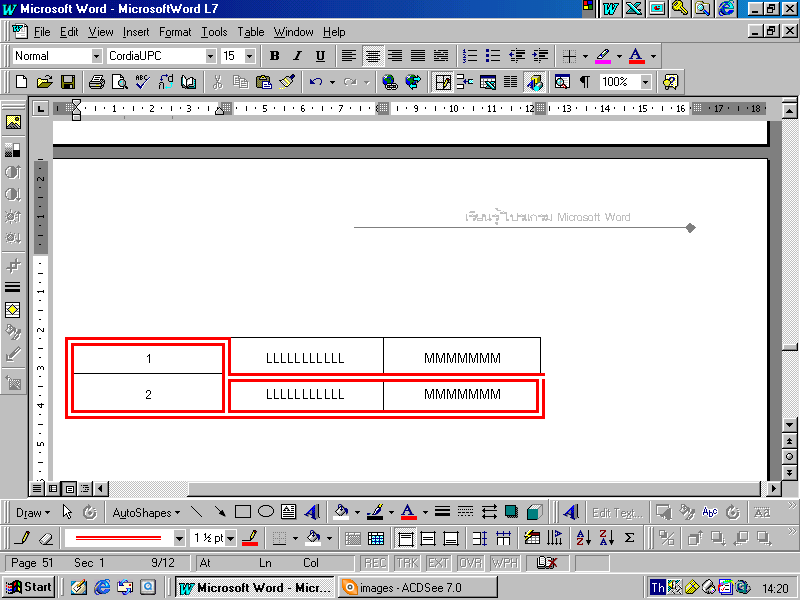 Microsoft Word - MicrosoftWord L7
File Edit View Insert Format Tools Table Window Help
Normal CordiaUPC 15 B I U
100%
1 2 3 5 6 7 9 10 11 12 13 14 15 16 17 18
เรียนรู้ โปรแกรม Microsoft Word
1 LLLLLLLLLLL MMMMMMM
2 LLLLLLLLLLL MMMMMMM
Draw AutoShapes Edit Text... Abc Aa
1 ½ pt
Page 51 Sec 1 9/12 At Ln Col REC TRK EXT OVR WPH
Start Microsoft Word - Micr... images - ACDSee 7.0 Th 14:20